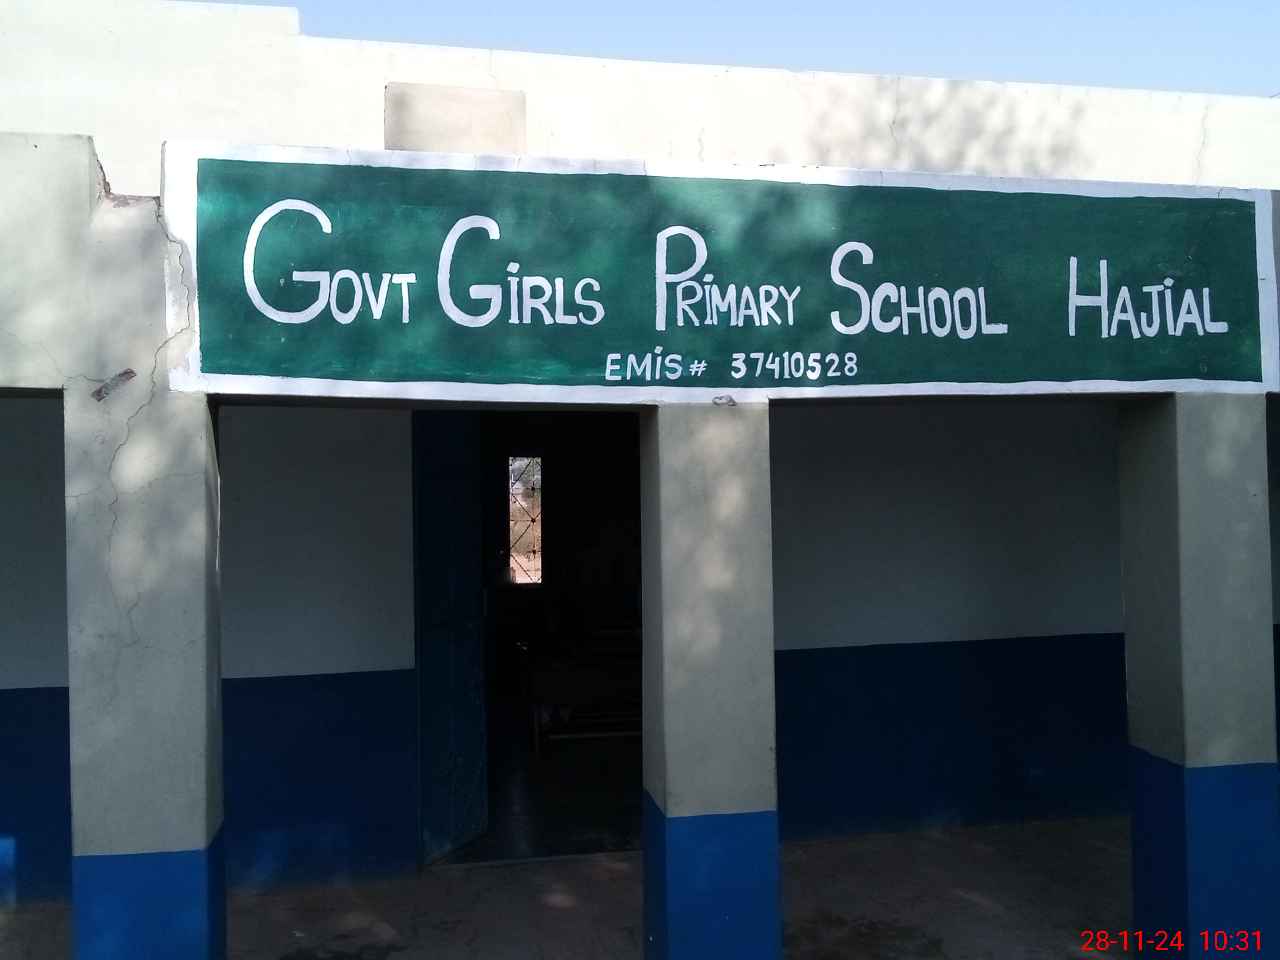 GOVT GIRLS PRIMARY SCHOOL HAJIAL
EMIS# 37410528
28-11-24 10:31